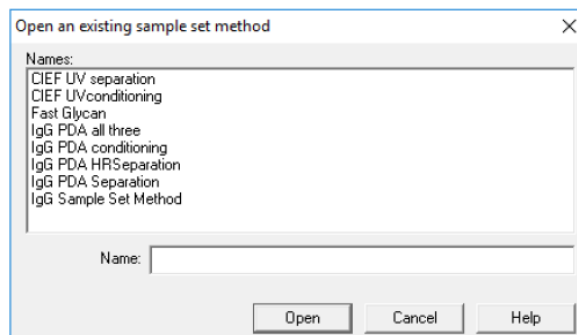 Open an existing sample set method
Names:
CIEF UV separation
CIEF UVconditioning
Fast Glycan
IgG PDA all three
IgG PDA conditioning
IgG PDA HRSeparation
IgG PDA Separation
IgG Sample Set Method
Name:
Open Cancel Help